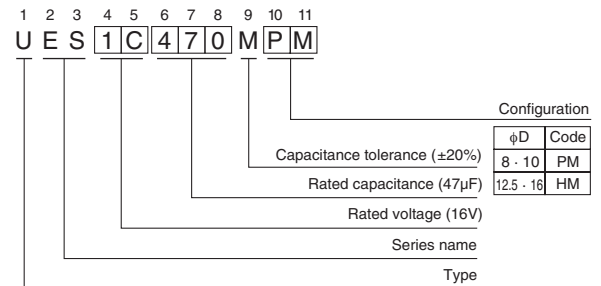 1 2 3 4 5 6 7 8 9 10 11
U E S 1 C 4 7 0 M P M
Configuration
ϕD Code
8 · 10 PM
12.5 · 16 HM
Capacitance tolerance (±20%)
Rated capacitance (47µF)
Rated voltage (16V)
Series name
Type